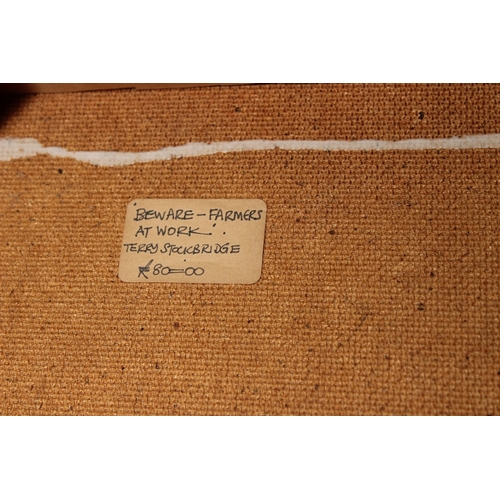 "BEWARE - FARMERS
AT WORK".
TERRY STOCKBRIDGE
£80=00